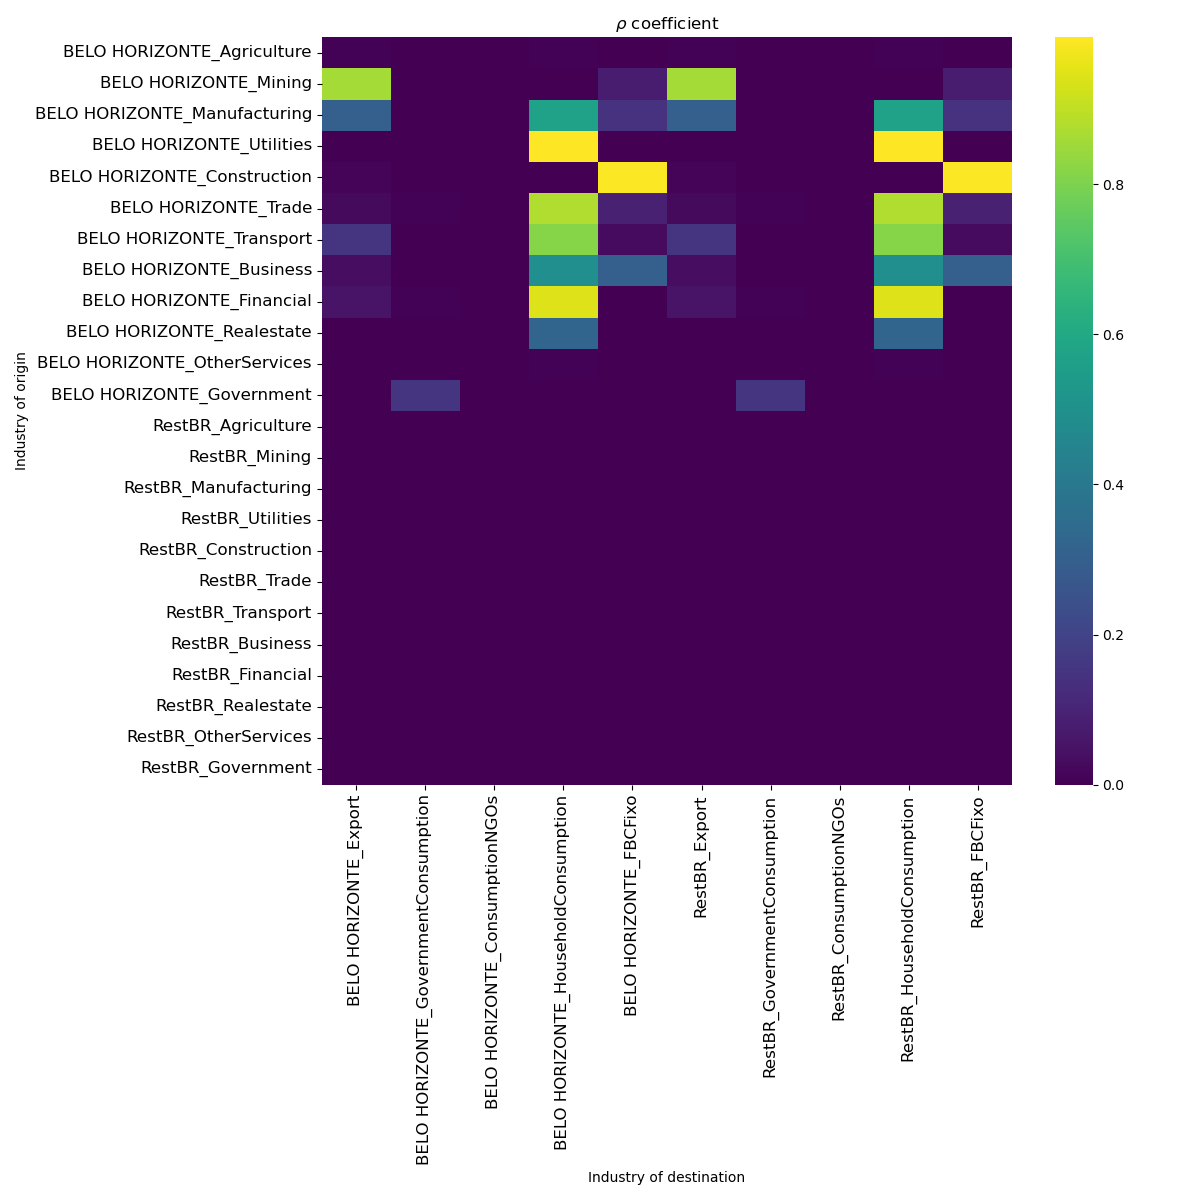 ρ coefficient
BELO HORIZONTE_Agriculture
BELO HORIZONTE_Mining
BELO HORIZONTE_Manufacturing
BELO HORIZONTE_Utilities
BELO HORIZONTE_Construction
BELO HORIZONTE_Trade
BELO HORIZONTE_Transport
BELO HORIZONTE_Business
BELO HORIZONTE_Financial
BELO HORIZONTE_Realestate
BELO HORIZONTE_OtherServices
BELO HORIZONTE_Government
RestBR_Agriculture
RestBR_Mining
RestBR_Manufacturing
RestBR_Utilities
RestBR_Construction
RestBR_Trade
RestBR_Transport
RestBR_Business
RestBR_Financial
RestBR_Realestate
RestBR_OtherServices
RestBR_Government
Industry of origin
0.8
0.6
0.4
0.2
0.0
BELO HORIZONTE_Export
BELO HORIZONTE_GovernmentConsumption
BELO HORIZONTE_ConsumptionNGOs
BELO HORIZONTE_HouseholdConsumption
BELO HORIZONTE_FBCFixo
RestBR_Export
RestBR_GovernmentConsumption
RestBR_ConsumptionNGOs
RestBR_HouseholdConsumption
RestBR_FBCFixo
Industry of destination